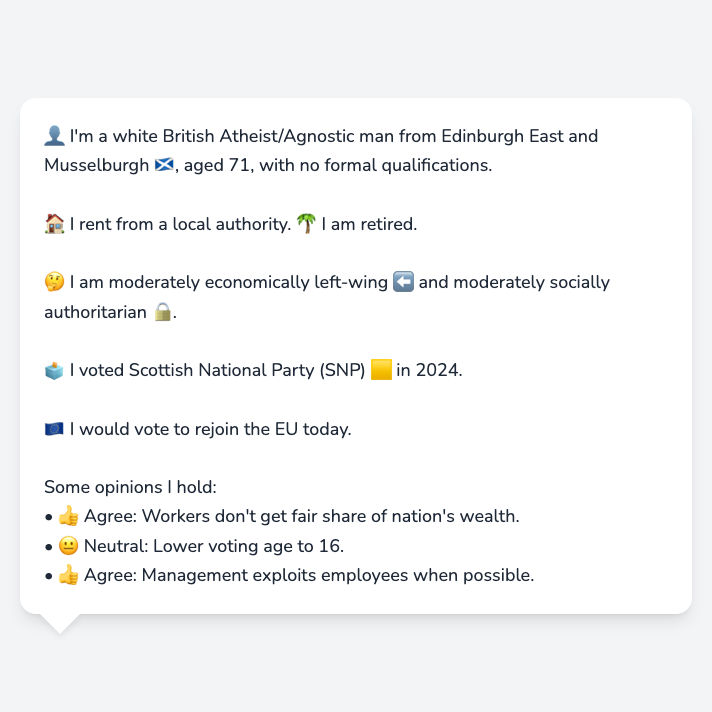 👤 I'm a white British Atheist/Agnostic man from Edinburgh East and
Musselburgh 🏴󠁧󠁢󠁳󠁣󠁴󠁿, aged 71, with no formal qualifications.
🏠 I rent from a local authority. 🌴 I am retired.
🤔 I am moderately economically left-wing ⬅️ and moderately socially
authoritarian 🔒.
🗳️ I voted Scottish National Party (SNP) 🟨 in 2024.
🇪🇺 I would vote to rejoin the EU today.
Some opinions I hold:
• 👍 Agree: Workers don't get fair share of nation's wealth.
• 😐 Neutral: Lower voting age to 16.
• 👍 Agree: Management exploits employees when possible.